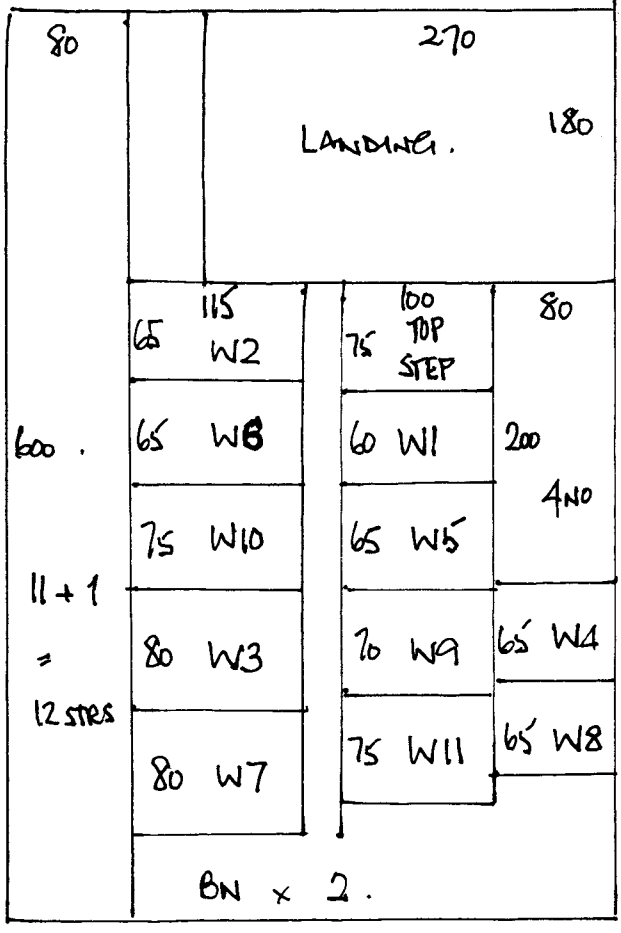 80
270
LANDING.
180
115
65 W2
100
75 TOP
STEP
80
600.
65 W6
60 W1
200
4 NO
75 W10
65 W5
11 + 1
=
12 STRS
80 W3
70 W9
65 W4
80 W7
75 W11
65 W8
BN x 2.